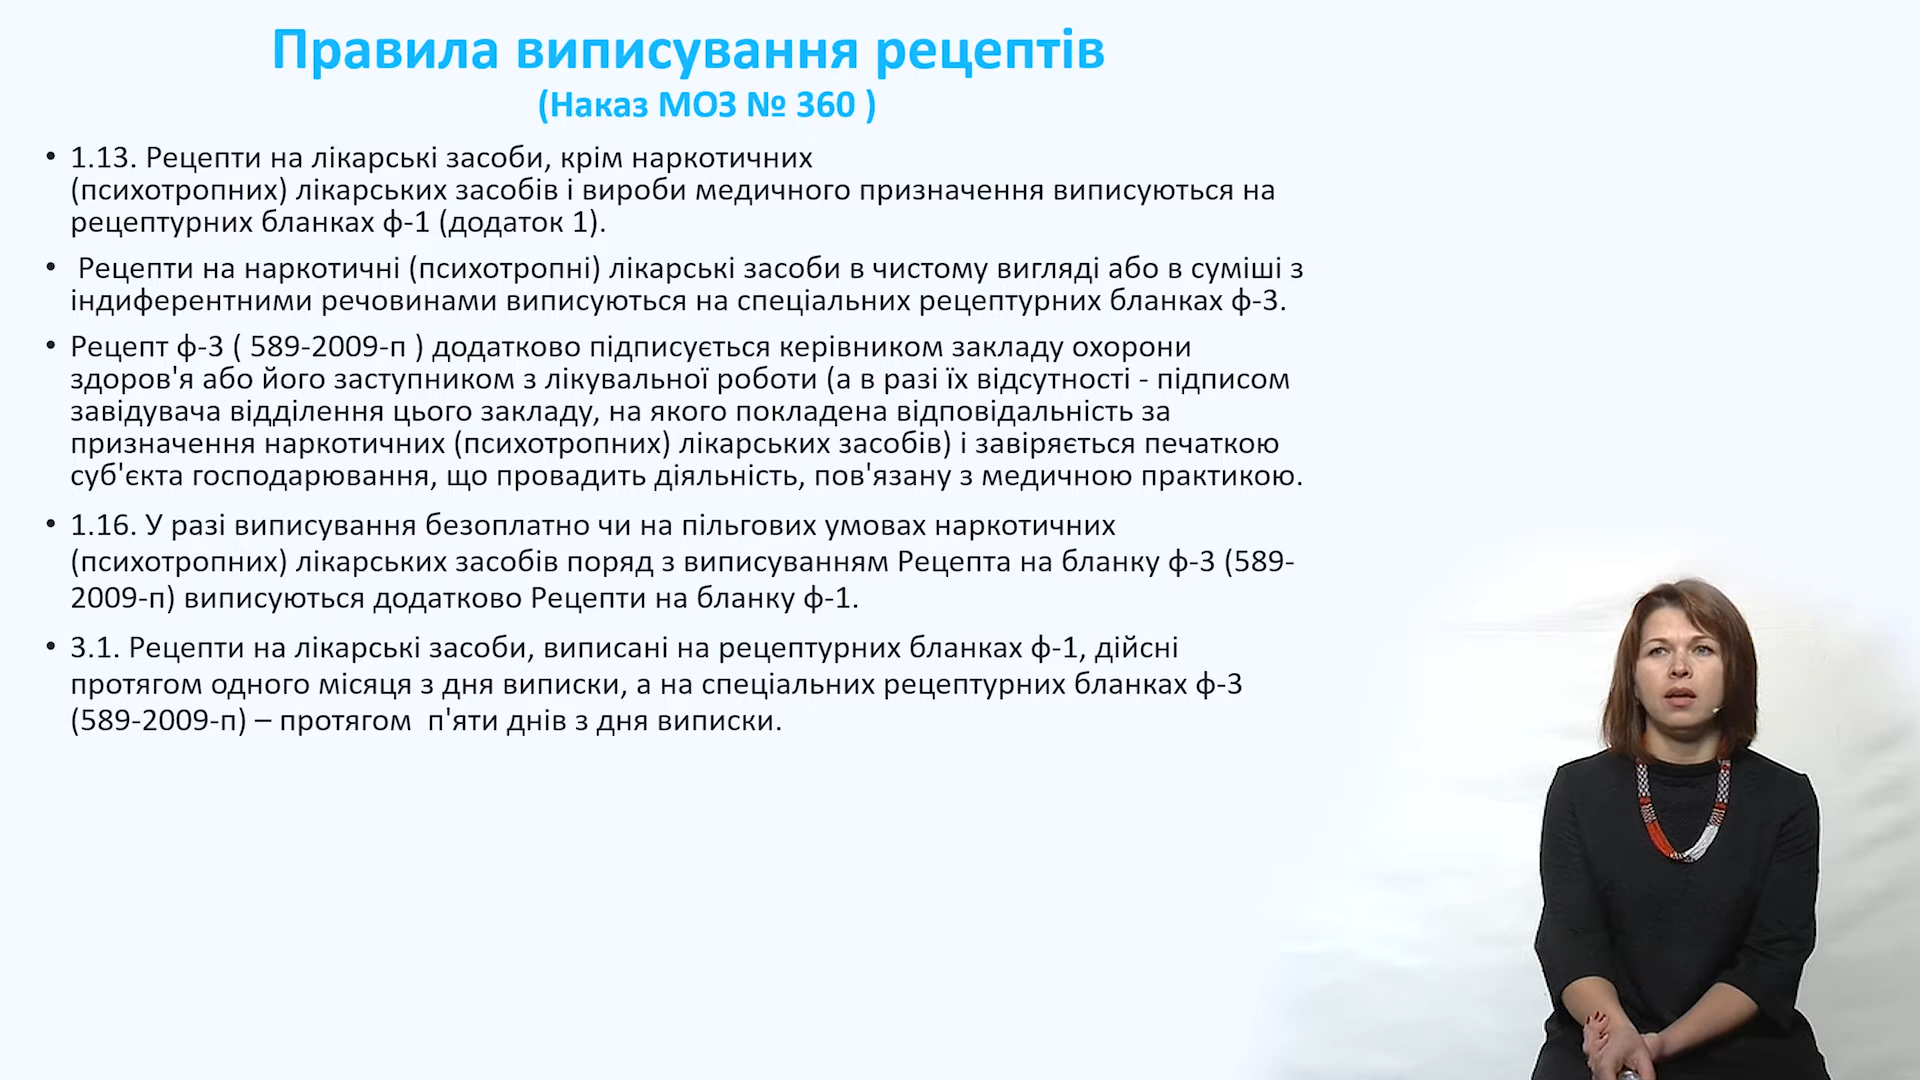 Правила виписування рецептів
(Наказ МОЗ № 360 )
• 1.13. Рецепти на лікарські засоби, крім наркотичних
(психотропних) лікарських засобів і вироби медичного призначення виписуються на
рецептурних бланках ф-1 (додаток 1).
• Рецепти на наркотичні (психотропні) лікарські засоби в чистому вигляді або в суміші з
індиферентними речовинами виписуються на спеціальних рецептурних бланках ф-3.
• Рецепт ф-3 ( 589-2009-п ) додатково підписується керівником закладу охорони
здоров'я або його заступником з лікувальної роботи (а в разі їх відсутності - підписом
завідувача відділення цього закладу, на якого покладена відповідальність за
призначення наркотичних (психотропних) лікарських засобів) і завіряється печаткою
суб'єкта господарювання, що провадить діяльність, пов'язану з медичною практикою.
• 1.16. У разі виписування безоплатно чи на пільгових умовах наркотичних
(психотропних) лікарських засобів поряд з виписуванням Рецепта на бланку ф-3 (589-
2009-п) виписуються додатково Рецепти на бланку ф-1.
• 3.1. Рецепти на лікарські засоби, виписані на рецептурних бланках ф-1, дійсні
протягом одного місяця з дня виписки, а на спеціальних рецептурних бланках ф-3
(589-2009-п) – протягом  п'яти днів з дня виписки.